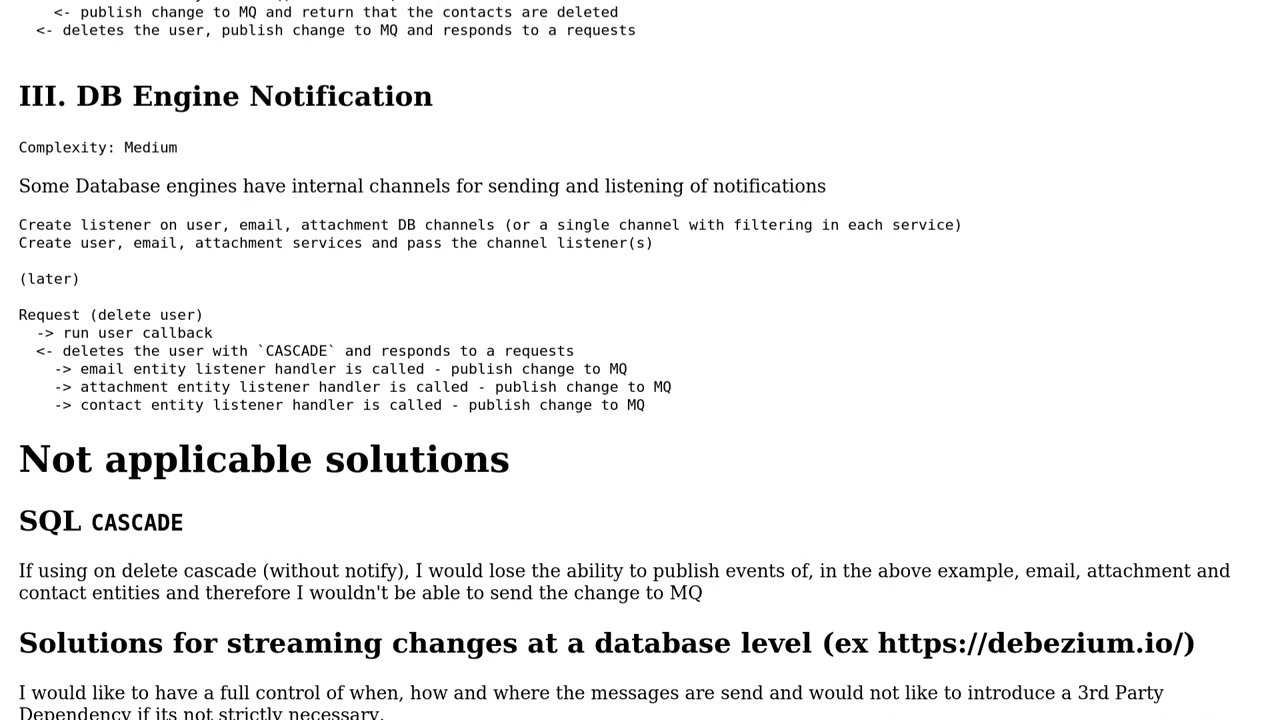 <- publish change to MQ and return that the contacts are deleted
<- deletes the user, publish change to MQ and responds to a requests
III. DB Engine Notification
Complexity: Medium
Some Database engines have internal channels for sending and listening of notifications
Create listener on user, email, attachment DB channels (or a single channel with filtering in each service)
Create user, email, attachment services and pass the channel listener(s)
(later)
Request (delete user)
-> run user callback
<- deletes the user with `CASCADE` and responds to a requests
-> email entity listener handler is called - publish change to MQ
-> attachment entity listener handler is called - publish change to MQ
-> contact entity listener handler is called - publish change to MQ
Not applicable solutions
SQL CASCADE
If using on delete cascade (without notify), I would lose the ability to publish events of, in the above example, email, attachment and
contact entities and therefore I wouldn't be able to send the change to MQ
Solutions for streaming changes at a database level (ex https://debezium.io/)
I would like to have a full control of when, how and where the messages are send and would not like to introduce a 3rd Party
Dependency if its not strictly necessary.